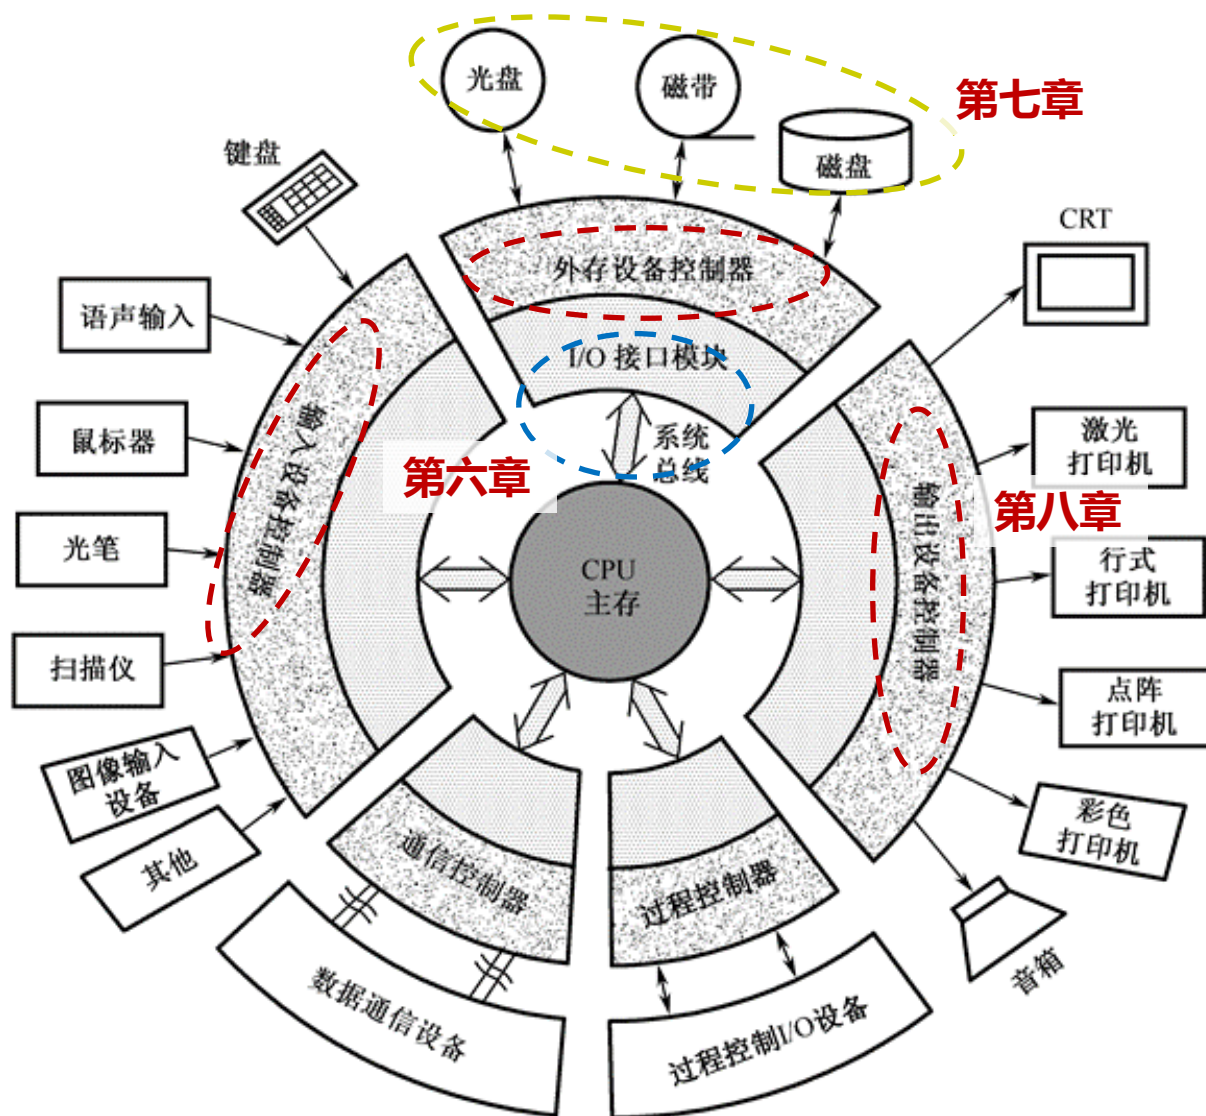 光盘
磁带
磁盘
第七章
键盘
CRT
外存设备控制器
语声输入
I/O 接口模块
系统
总线
鼠标器
输入设备控制器
第六章
激光
打印机
第八章
光笔
CPU
主存
输出设备控制器
行式
打印机
扫描仪
点阵
打印机
图像输入
设备
彩色
打印机
其他
通信控制器
过程控制器
音箱
数据通信设备
过程控制I/O设备